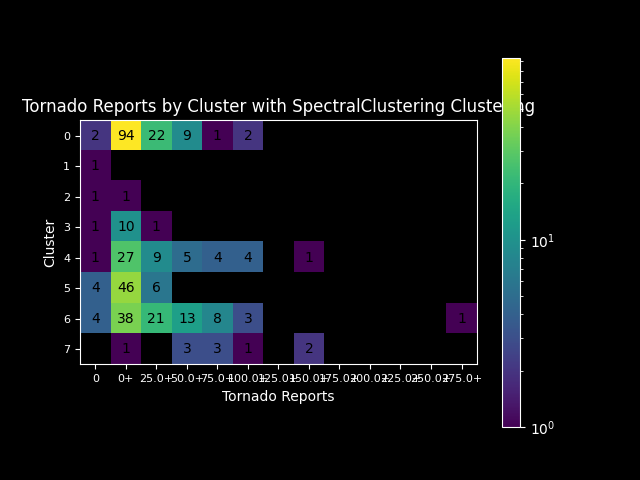 Tornado Reports by Cluster with SpectralClustering Clustering
Cluster
0 2 94 22 9 1 2
1 1
2 1 1
3 1 10 1
4 1 27 9 5 4 4 1
5 4 46 6
6 4 38 21 13 8 3 1
7 1 3 3 1 2
0 0+ 25.0+ 50.0+ 75.0+ 100.0+ 125.0+ 150.0+ 175.0+ 200.0+ 225.0+ 250.0+ 275.0+
Tornado Reports
10¹
10⁰